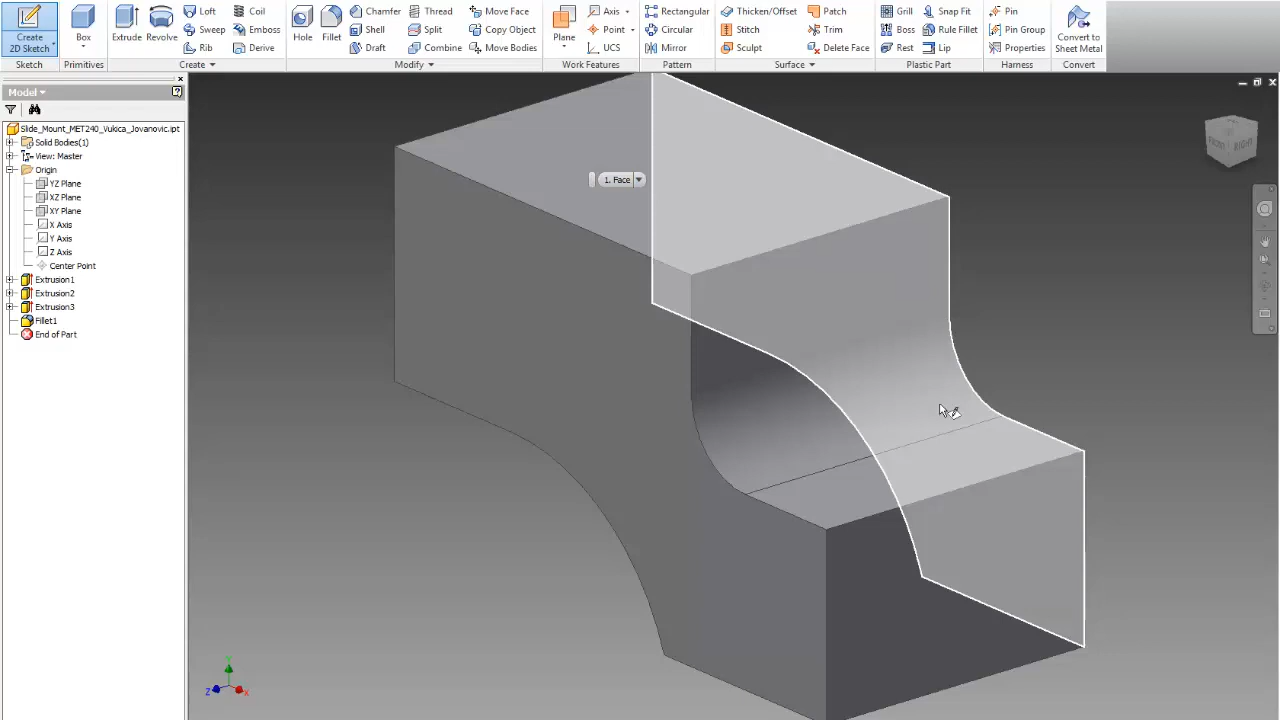 Create 2D Sketch
Box
Extrude Revolve
Loft
Sweep
Rib
Coil
Emboss
Derive
Hole Fillet
Chamfer
Shell
Draft
Thread
Split
Combine
Move Face
Copy Object
Move Bodies
Plane
Axis
Point
UCS
Rectangular
Circular
Mirror
Thicken/Offset
Stitch
Sculpt
Patch
Trim
Delete Face
Grill
Boss
Rest
Snap Fit
Rule Fillet
Lip
Pin
Pin Group
Properties
Convert to Sheet Metal
Sketch Primitives Create Modify Work Features Pattern Surface Plastic Part Harness Convert
Model
Slide_Mount_MET240_Vukica_Jovanovic.ipt
Solid Bodies(1)
View: Master
Origin
YZ Plane
XZ Plane
XY Plane
X Axis
Y Axis
Z Axis
Center Point
Extrusion1
Extrusion2
Extrusion3
Fillet1
End of Part
1. Face
RIGHT
Y
Z
X